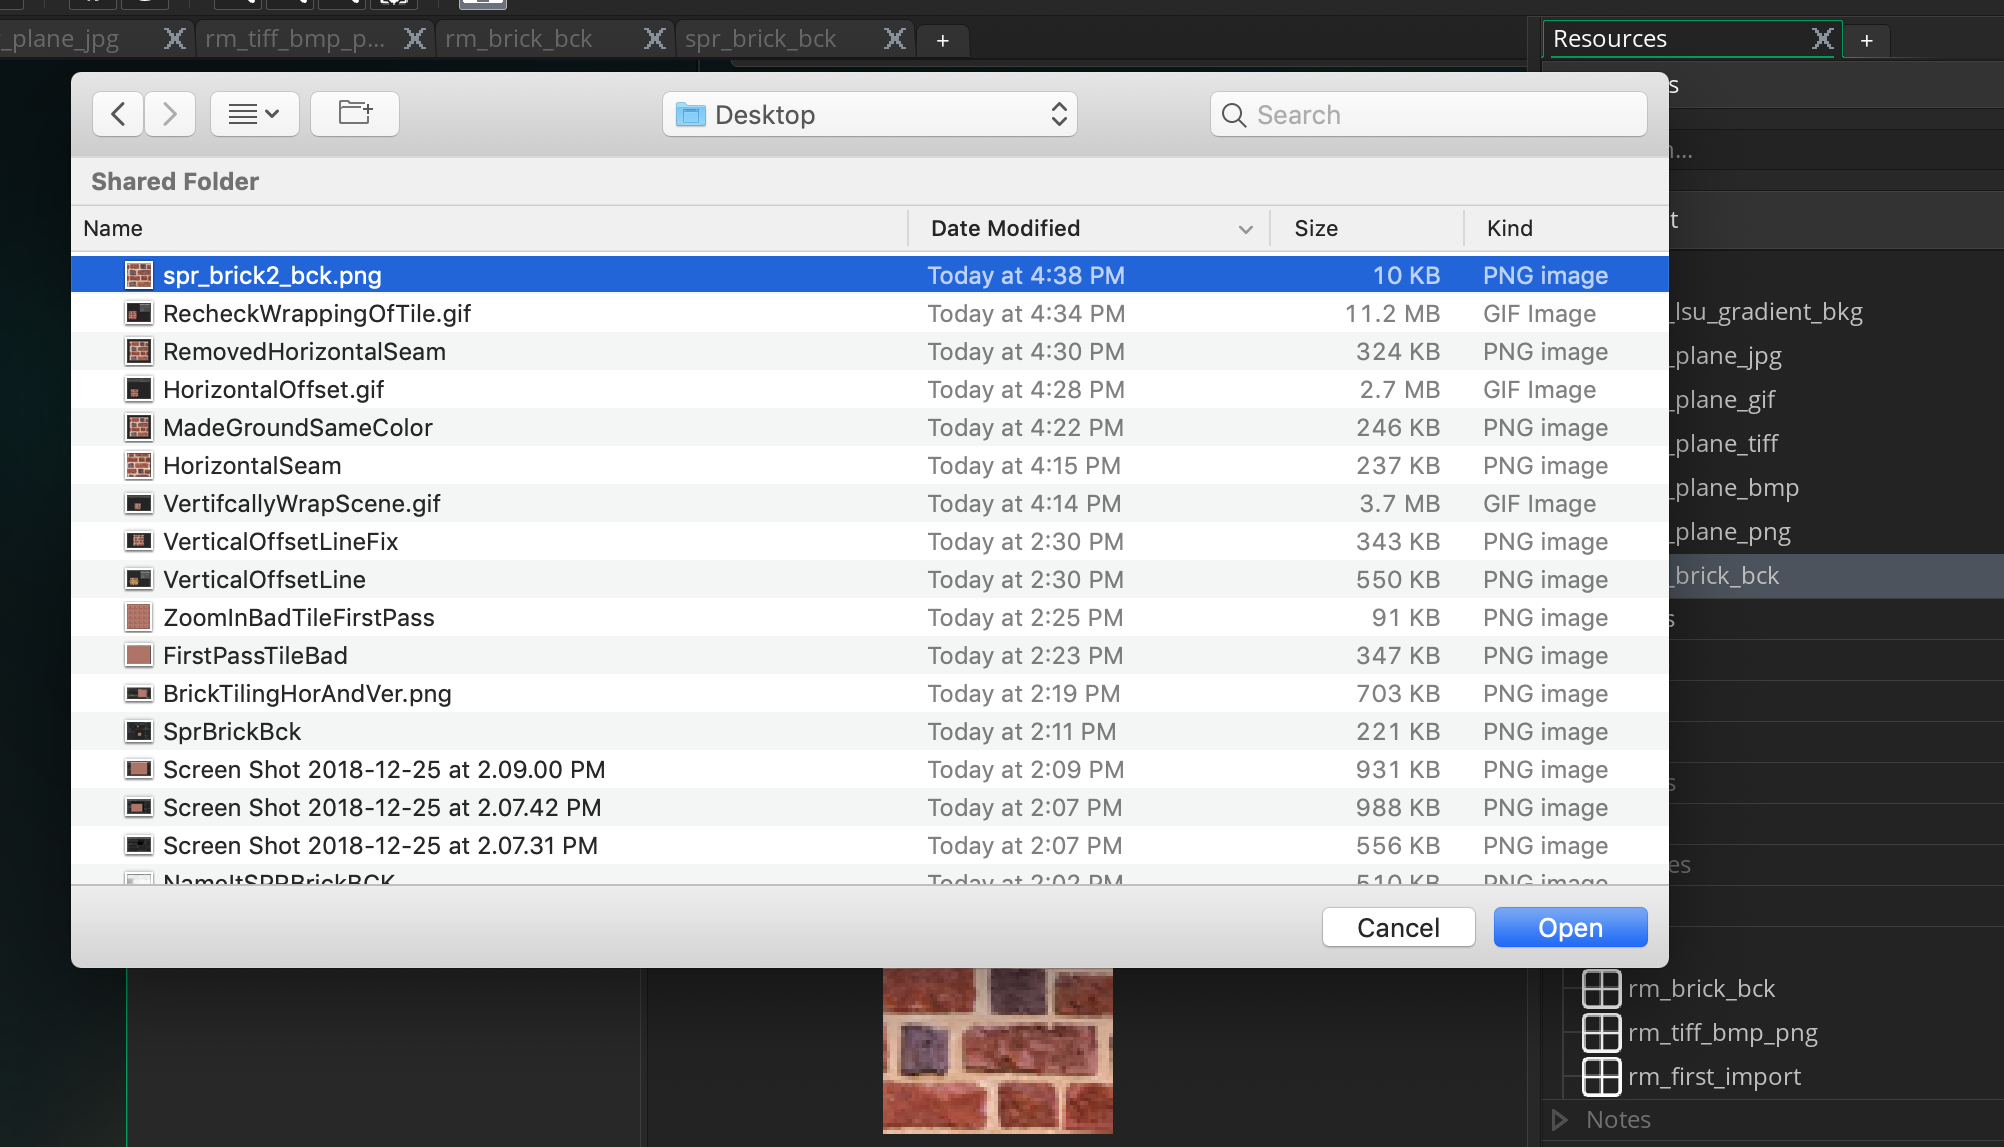 _plane_jpg
rm_tiff_bmp_p...
rm_brick_bck
spr_brick_bck
+
Resources
+
Desktop
Search
Shared Folder
Name Date Modified Size Kind
spr_brick2_bck.png Today at 4:38 PM 10 KB PNG image
RecheckWrappingOfTile.gif Today at 4:34 PM 11.2 MB GIF Image
RemovedHorizontalSeam Today at 4:30 PM 324 KB PNG image
HorizontalOffset.gif Today at 4:28 PM 2.7 MB GIF Image
MadeGroundSameColor Today at 4:22 PM 246 KB PNG image
HorizontalSeam Today at 4:15 PM 237 KB PNG image
VertifcallyWrapScene.gif Today at 4:14 PM 3.7 MB GIF Image
VerticalOffsetLineFix Today at 2:30 PM 343 KB PNG image
VerticalOffsetLine Today at 2:30 PM 550 KB PNG image
ZoomInBadTileFirstPass Today at 2:25 PM 91 KB PNG image
FirstPassTileBad Today at 2:23 PM 347 KB PNG image
BrickTilingHorAndVer.png Today at 2:19 PM 703 KB PNG image
SprBrickBck Today at 2:11 PM 221 KB PNG image
Screen Shot 2018-12-25 at 2.09.00 PM Today at 2:09 PM 931 KB PNG image
Screen Shot 2018-12-25 at 2.07.42 PM Today at 2:07 PM 988 KB PNG image
Screen Shot 2018-12-25 at 2.07.31 PM Today at 2:07 PM 556 KB PNG image
NameItSPRBrickBCK Today at 2:02 PM 510 KB PNG image
Cancel Open
_lsu_gradient_bkg
_plane_jpg
_plane_gif
_plane_tiff
_plane_bmp
_plane_png
_brick_bck
rm_brick_bck
rm_tiff_bmp_png
rm_first_import
Notes